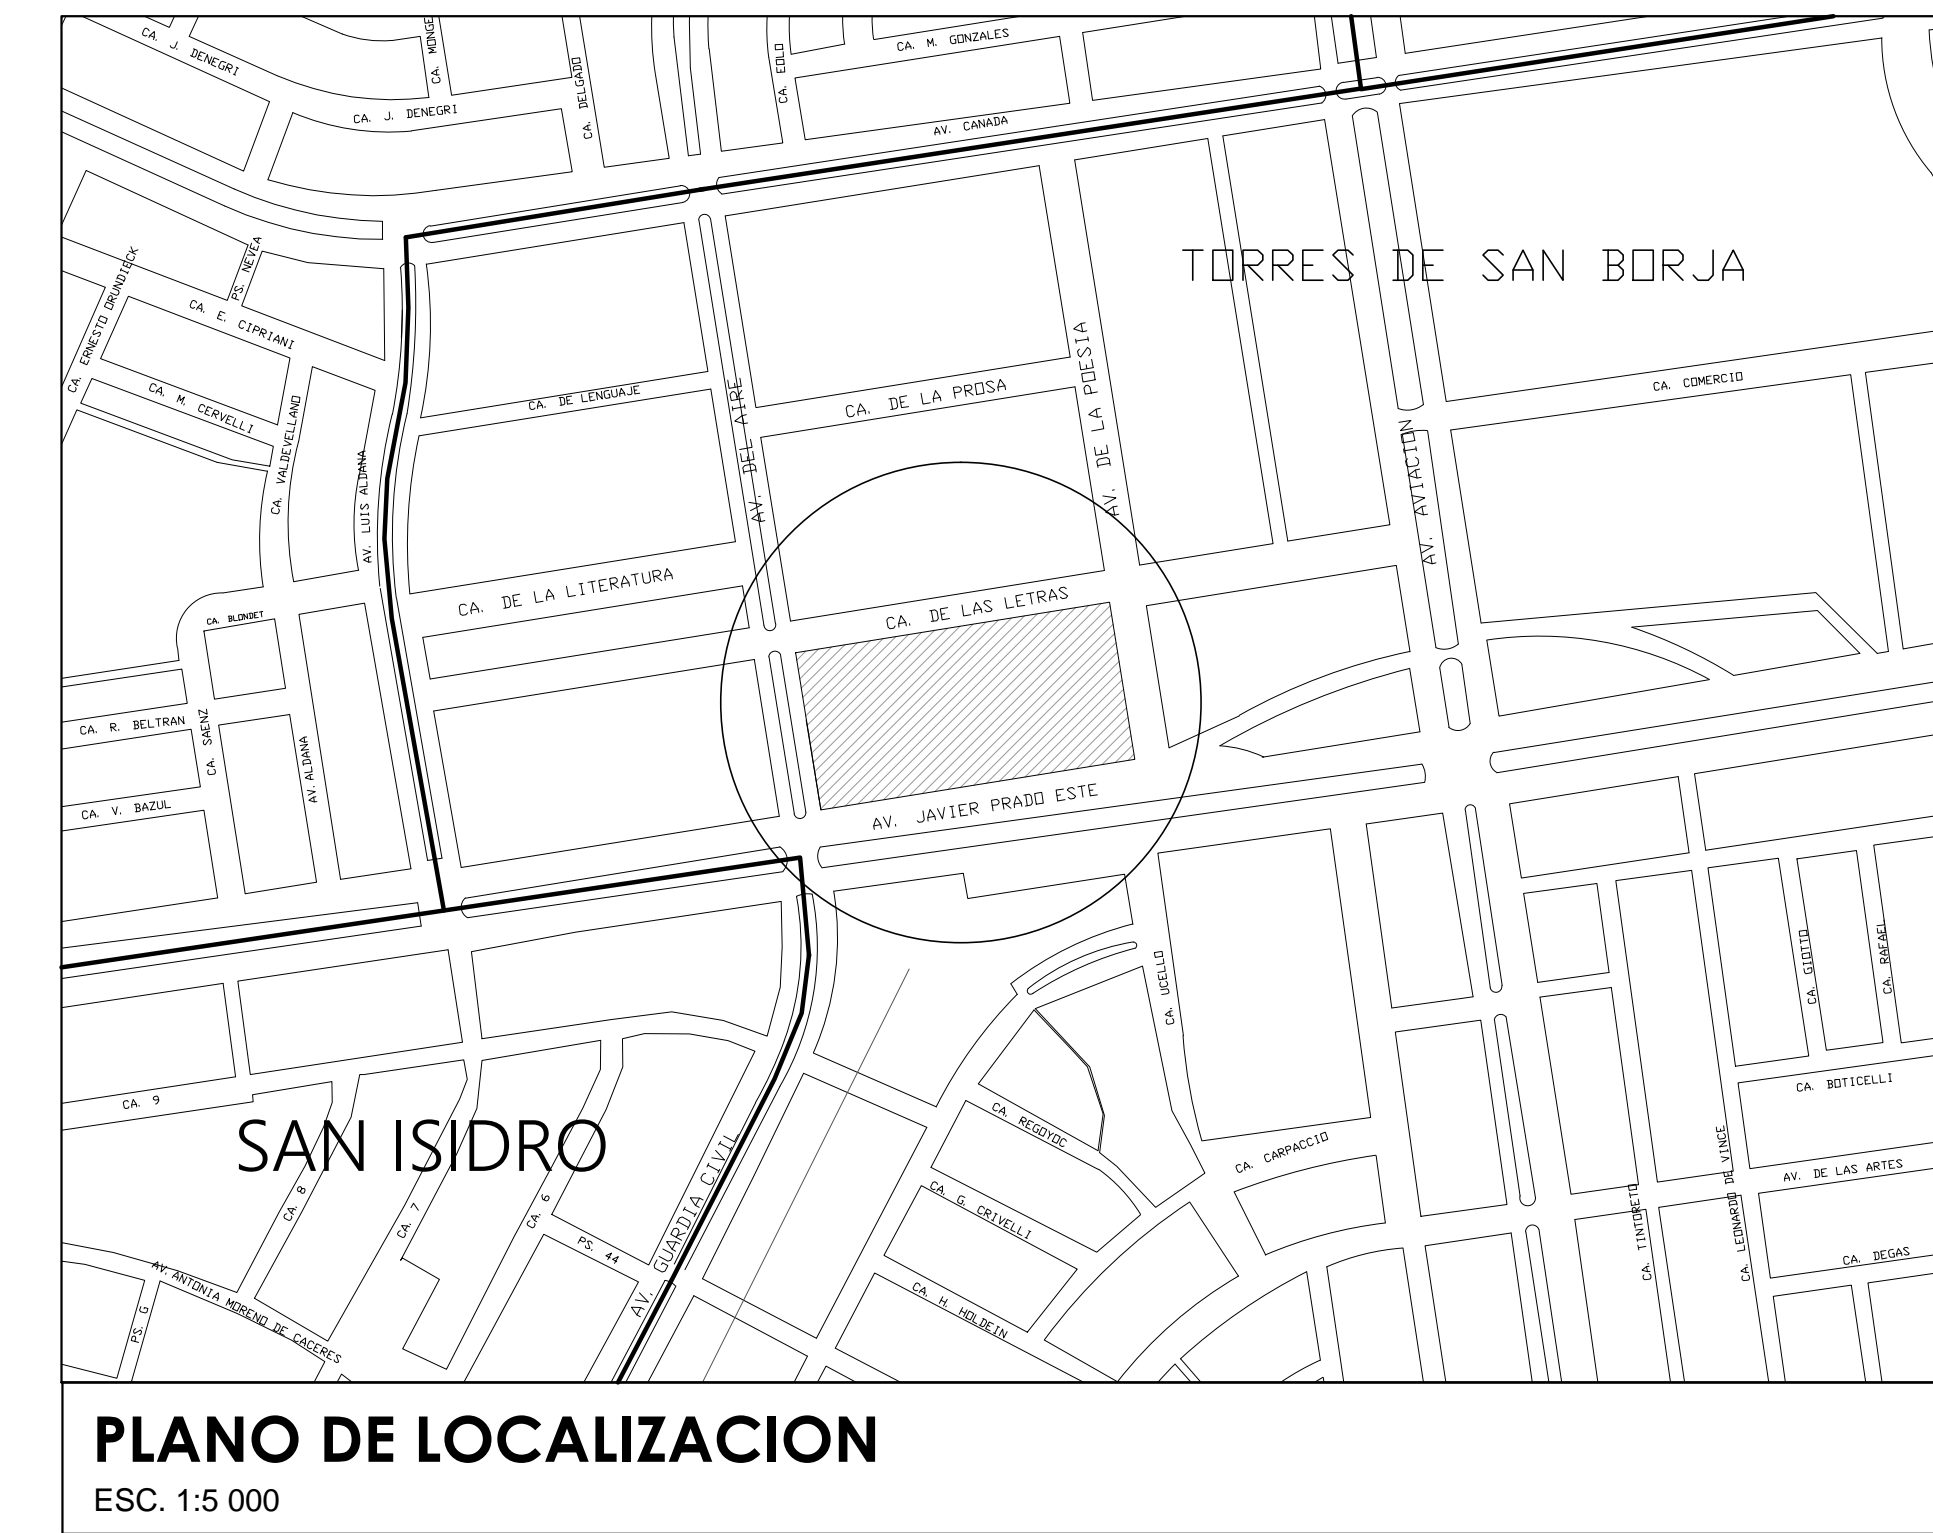 CA. J. DENEGRI
CA. MONGE
CA. J. DENEGRI
CA. DELGADO
CA. EOLO
CA. M. GONZALES
AV. CANADA
TORRES DE SAN BORJA
CA. ERNESTO DRUNDIECK
PS. NEVEA
CA. E. CIPRIANI
CA. M. CERVELLI
CA. VALDEVELLANO
AV. LUIS ALDANA
CA. DE LENGUAJE
AV. DEL AIRE
CA. DE LA PROSA
AV. DE LA POESIA
AV. AVIACION
CA. COMERCIO
CA. DE LA LITERATURA
CA. DE LAS LETRAS
CA. BLONDET
CA. R. BELTRAN
CA. SAENZ
AV. ALDANA
CA. V. BAZUL
AV. JAVIER PRADO ESTE
CA. UCELLO
CA. GIOTTO
CA. RAFAEL
CA. 9
SAN ISIDRO
CA. 8
CA. 7
CA. 6
PS. 44
AV. GUARDIA CIVIL
CA. REGOYOC
CA. CARPACCIO
CA. BOTICELLI
CA. G. CRIVELLI
CA. TINTORETO
CA. LEONARDO DE VINCE
AV. DE LAS ARTES
CA. DEGAS
AV. ANTONIA MORENO DE CACERES
PS. G
CA. H. HOLDEIN
PLANO DE LOCALIZACION
ESC. 1:5 000